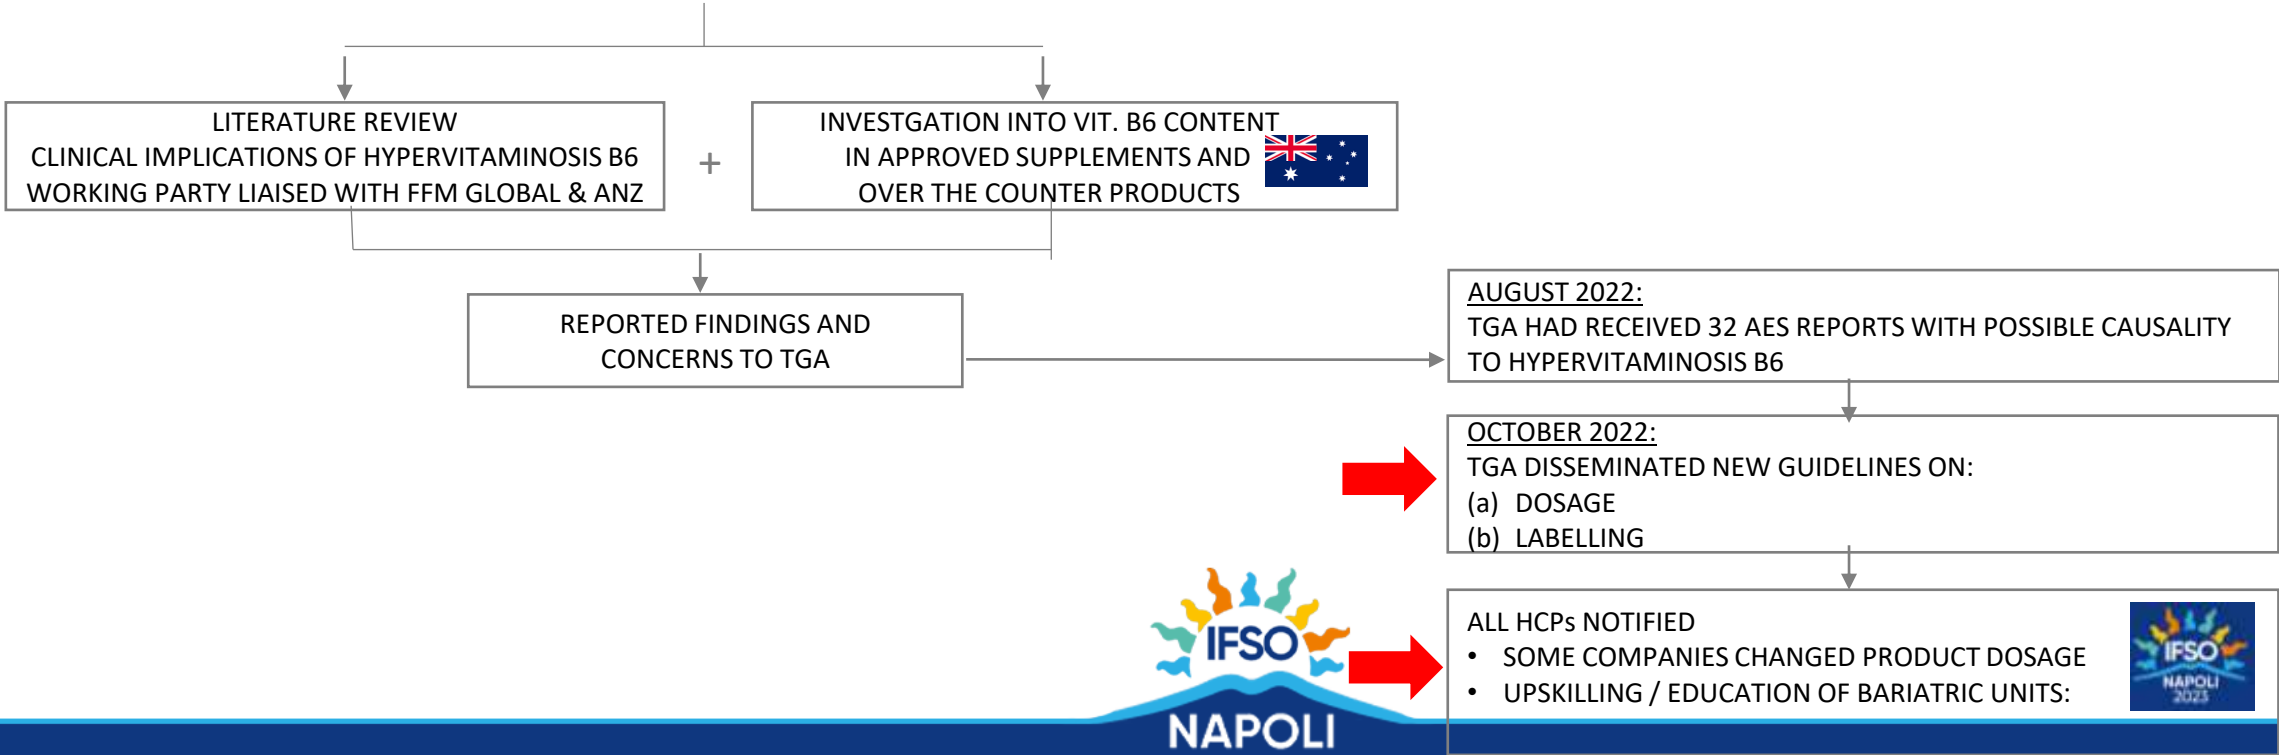 LITERATURE REVIEW
CLINICAL IMPLICATIONS OF HYPERVITAMINOSIS B6
WORKING PARTY LIAISED WITH FFM GLOBAL & ANZ
+
INVESTGATION INTO VIT. B6 CONTENT
IN APPROVED SUPPLEMENTS AND
OVER THE COUNTER PRODUCTS
REPORTED FINDINGS AND
CONCERNS TO TGA
AUGUST 2022:
TGA HAD RECEIVED 32 AES REPORTS WITH POSSIBLE CAUSALITY
TO HYPERVITAMINOSIS B6
OCTOBER 2022:
TGA DISSEMINATED NEW GUIDELINES ON:
(a) DOSAGE
(b) LABELLING
ALL HCPs NOTIFIED
• SOME COMPANIES CHANGED PRODUCT DOSAGE
• UPSKILLING / EDUCATION OF BARIATRIC UNITS:
IFSO
NAPOLI
2023
IFSO
NAPOLI